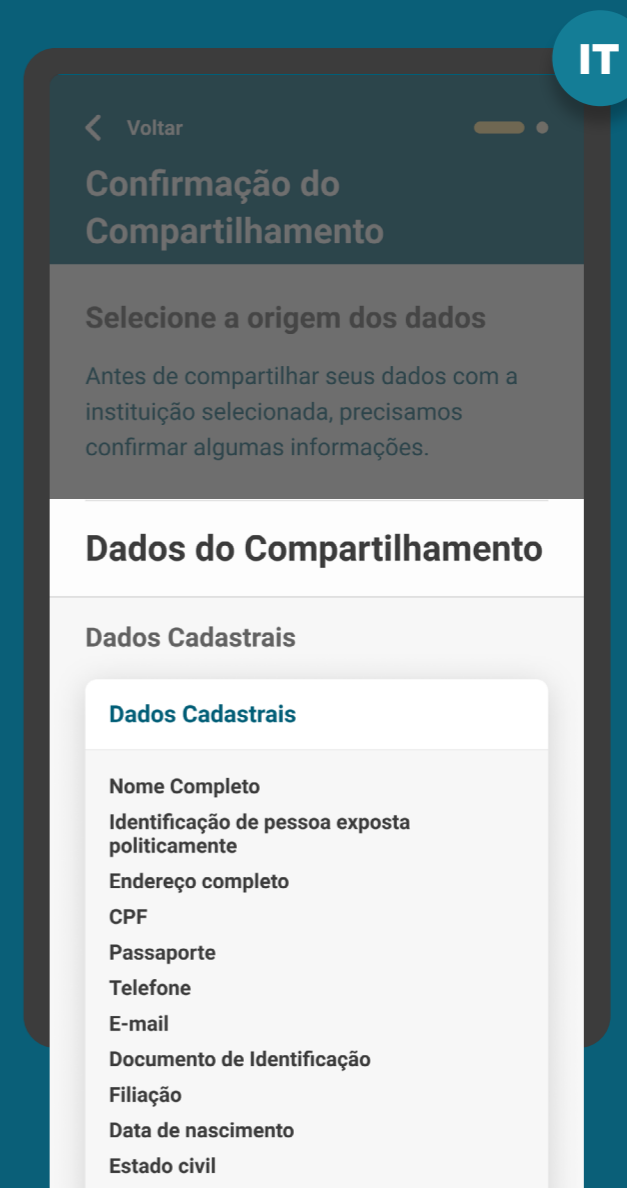 IT
Voltar
Confirmação do
Compartilhamento
Selecione a origem dos dados
Antes de compartilhar seus dados com a
instituição selecionada, precisamos
confirmar algumas informações.
Dados do Compartilhamento
Dados Cadastrais
Dados Cadastrais
Nome Completo
Identificação de pessoa exposta
politicamente
Endereço completo
CPF
Passaporte
Telefone
E-mail
Documento de Identificação
Filiação
Data de nascimento
Estado civil